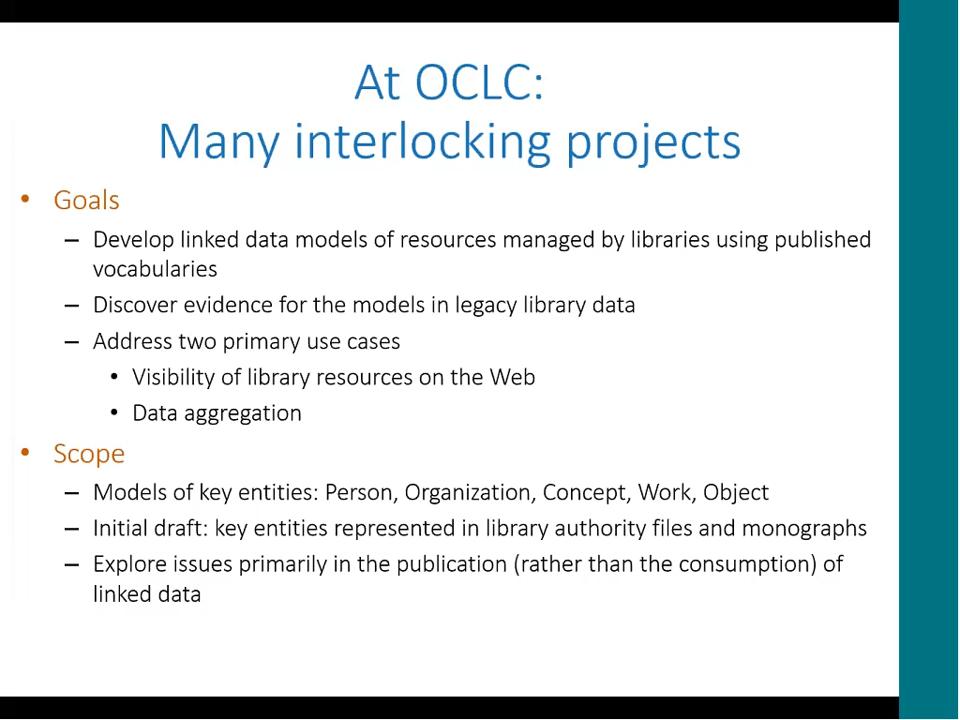 At OCLC:
Many interlocking projects
• Goals
– Develop linked data models of resources managed by libraries using published
vocabularies
– Discover evidence for the models in legacy library data
– Address two primary use cases
• Visibility of library resources on the Web
• Data aggregation
• Scope
– Models of key entities: Person, Organization, Concept, Work, Object
– Initial draft: key entities represented in library authority files and monographs
– Explore issues primarily in the publication (rather than the consumption) of
linked data